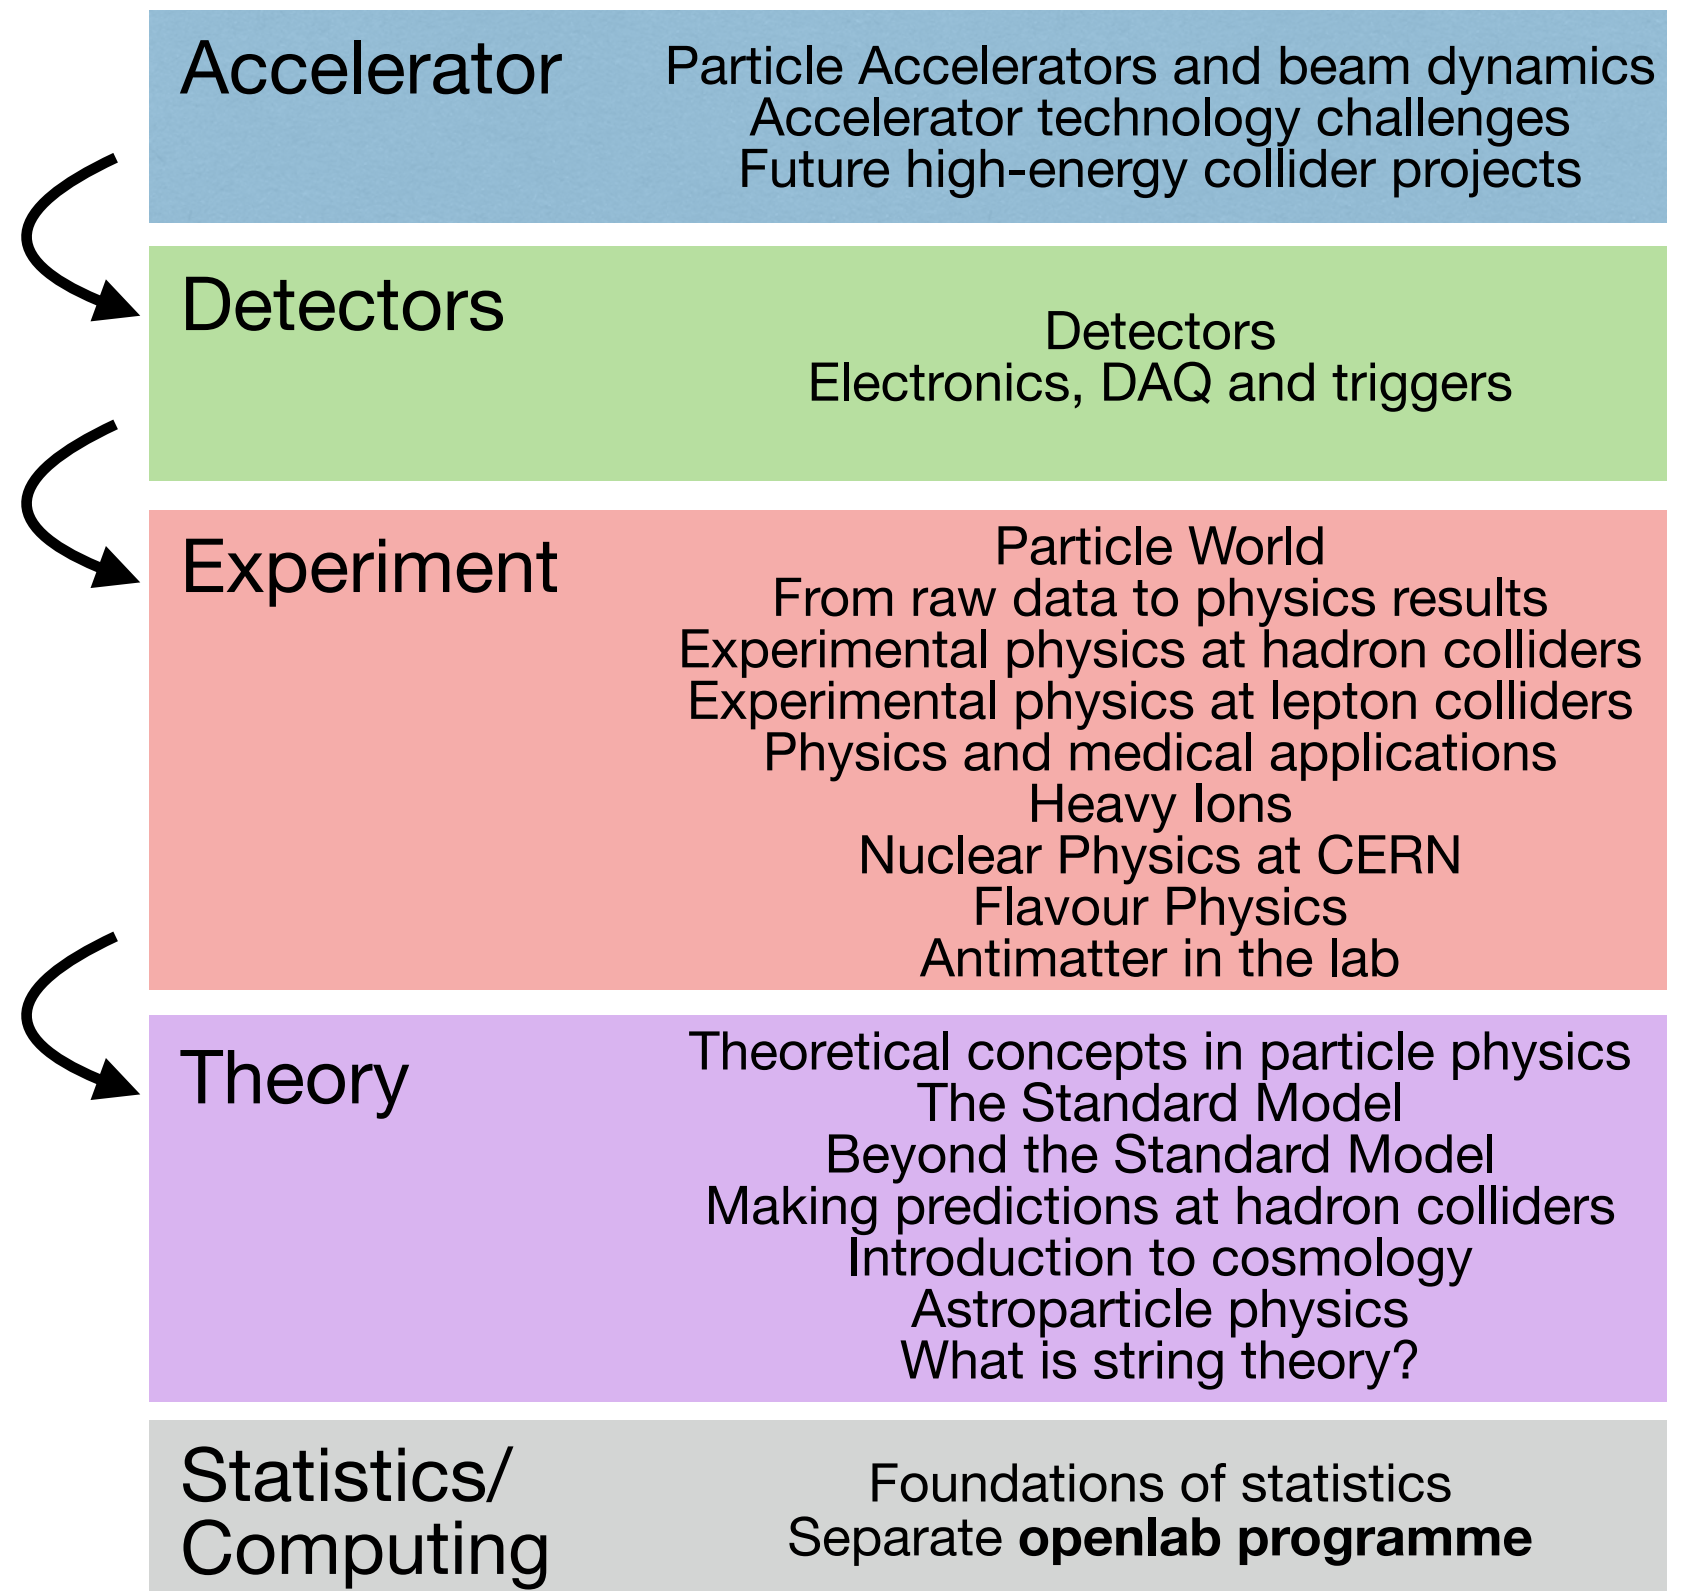 Accelerator
Particle Accelerators and beam dynamics
Accelerator technology challenges
Future high-energy collider projects
Detectors
Detectors
Electronics, DAQ and triggers
Experiment
Particle World
From raw data to physics results
Experimental physics at hadron colliders
Experimental physics at lepton colliders
Physics and medical applications
Heavy Ions
Nuclear Physics at CERN
Flavour Physics
Antimatter in the lab
Theory
Theoretical concepts in particle physics
The Standard Model
Beyond the Standard Model
Making predictions at hadron colliders
Introduction to cosmology
Astroparticle physics
What is string theory?
Statistics/
Computing
Foundations of statistics
Separate openlab programme